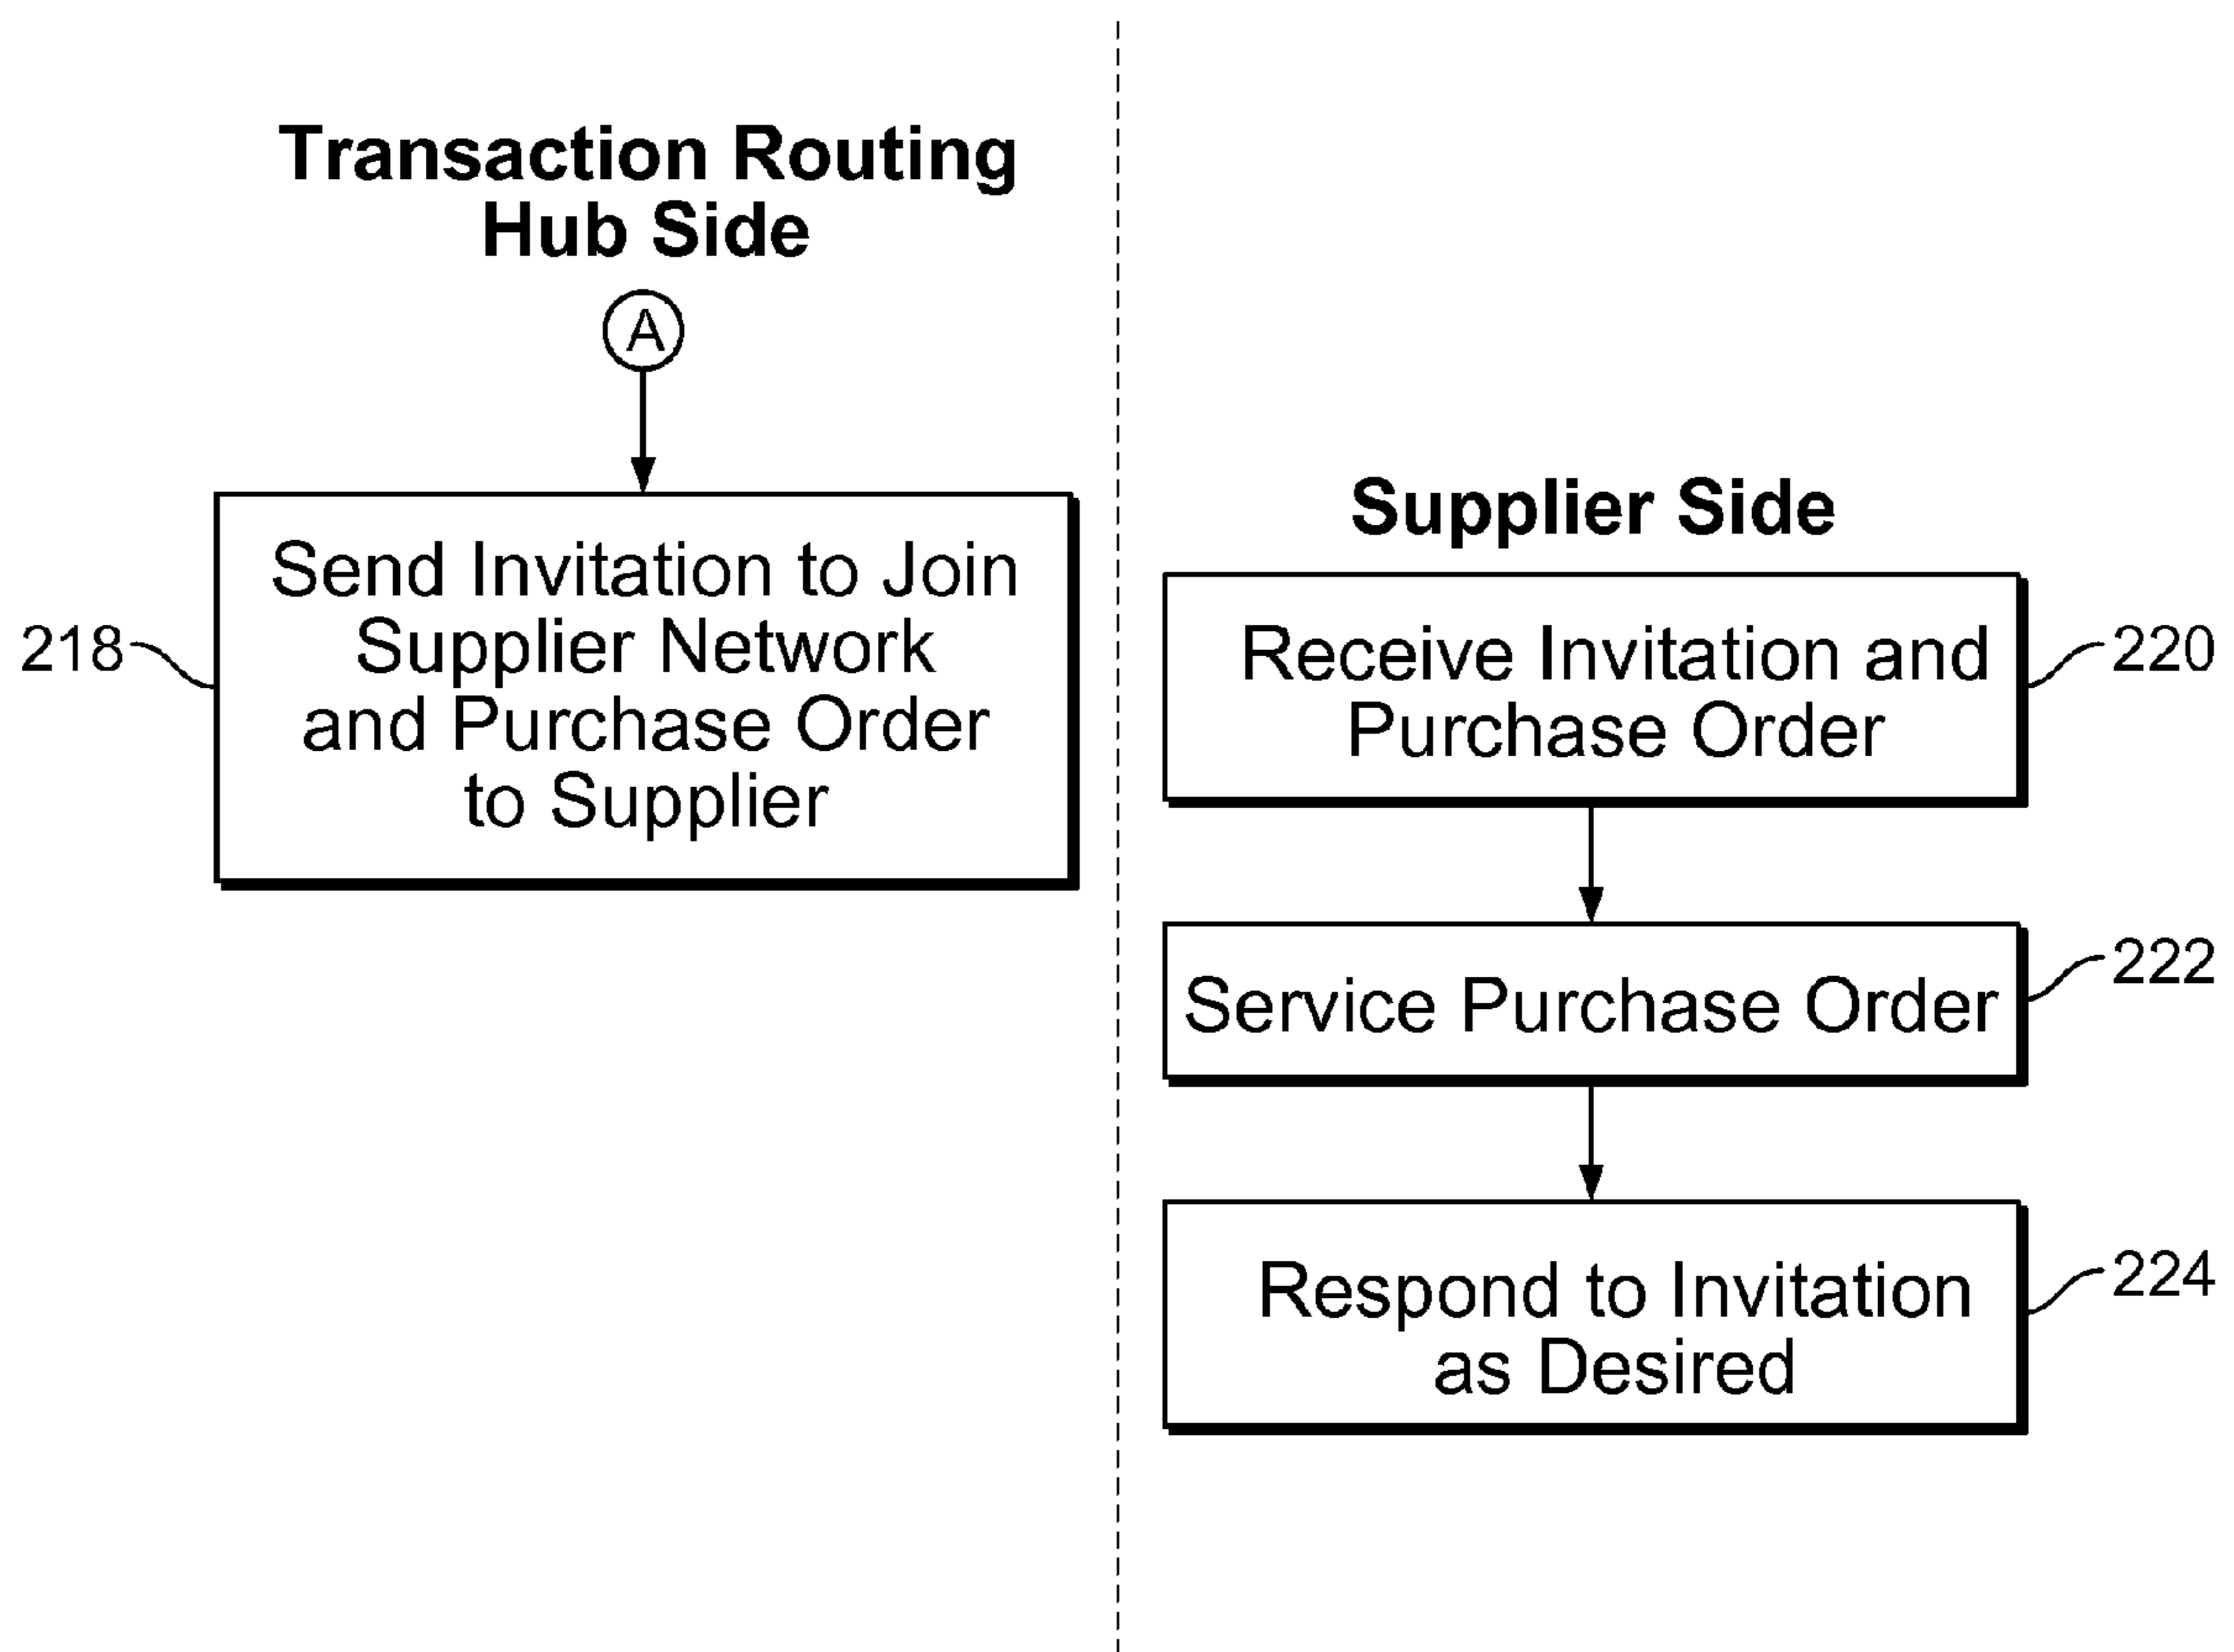 Transaction Routing
Hub Side
A
Send Invitation to Join
Supplier Network
and Purchase Order
to Supplier
218
Supplier Side
Receive Invitation and
Purchase Order
220
Service Purchase Order
222
Respond to Invitation
as Desired
224